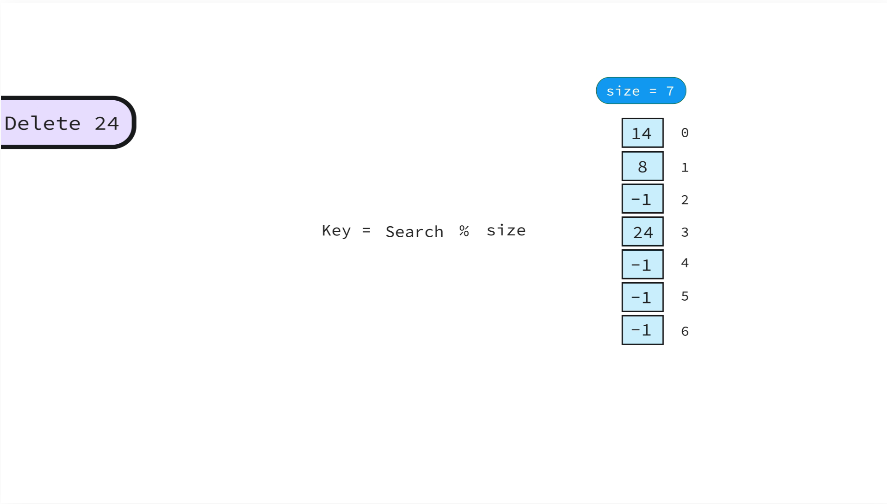 size = 7
Delete 24
14 0
8 1
-1 2
Key = Search % size
24 3
-1 4
-1 5
-1 6